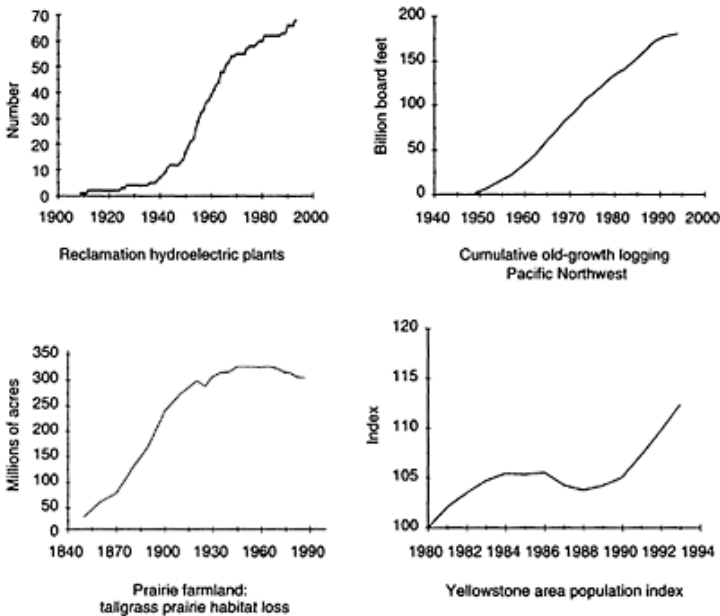 70
60
50
40
30
20
10
0
Number
1900 1920 1940 1960 1980 2000
Reclamation hydroelectric plants
200
150
100
50
0
Billion board feet
1940 1950 1960 1970 1980 1990 2000
Cumulative old-growth logging
Pacific Northwest
350
300
250
200
150
100
50
0
Millions of acres
1840 1870 1900 1930 1960 1990
Prairie farmland:
tallgrass prairie habitat loss
120
115
110
105
100
Index
1980 1982 1984 1986 1988 1990 1992 1994
Yellowstone area population index